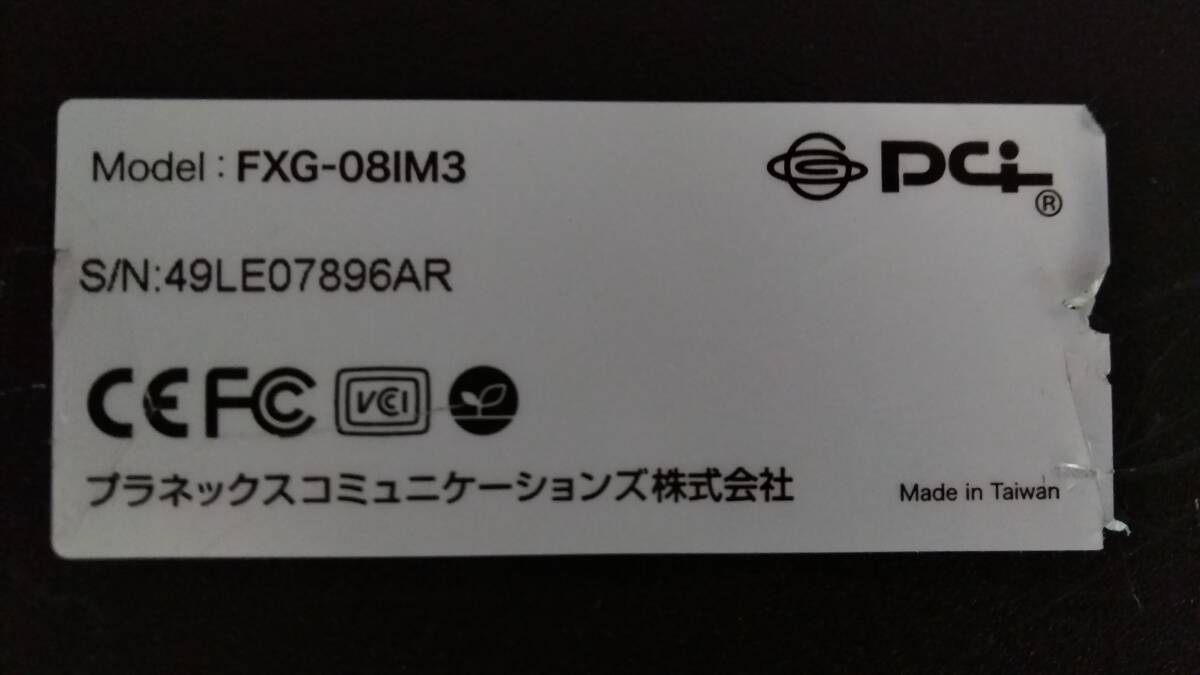 Model : FXG-08IM3
PCi ®
S/N:49LE07896AR
CE FC VCCI
プラネックスコミュニケーションズ株式会社
Made in Taiwan